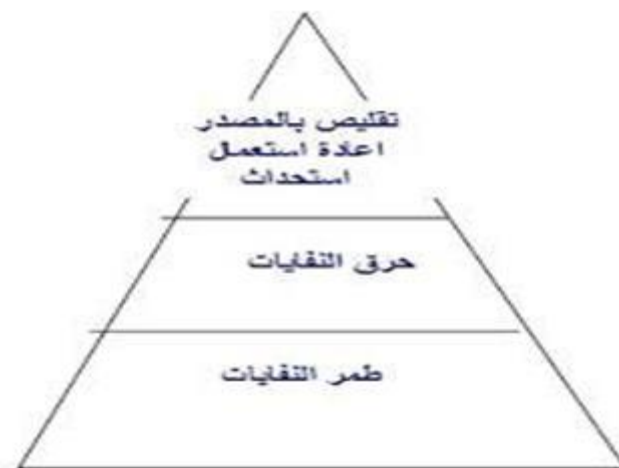 تقليص بالمصدر
اعادة استعمال
استحداث
حرق النفايات
طمر النفايات